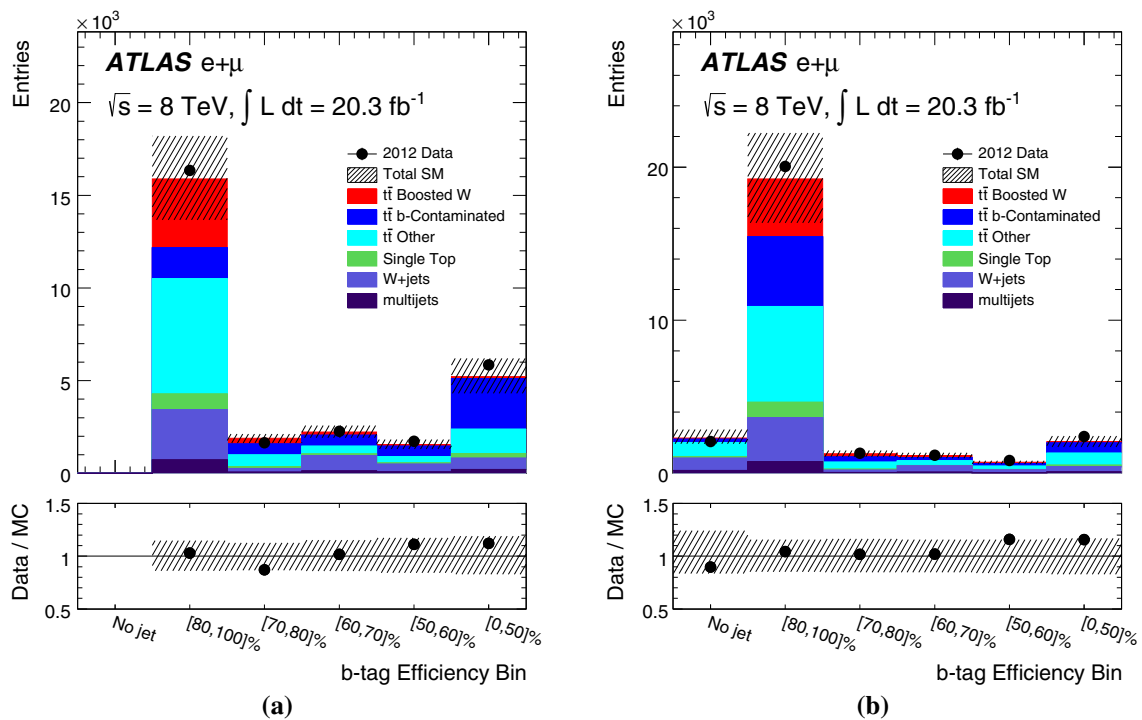 × 10³
Entries
20
15
10
5
0
ATLAS e+μ
√s = 8 TeV, ∫ L dt = 20.3 fb⁻¹
2012 Data
Total SM
tt̄ Boosted W
tt̄ b-Contaminated
tt̄ Other
Single Top
W+jets
multijets
Data / MC
1.5
1
0.5
No jet
[80,100]%
[70,80]%
[60,70]%
[50,60]%
[0,50]%
b-tag Efficiency Bin
(a)
× 10³
Entries
20
10
0
ATLAS e+μ
√s = 8 TeV, ∫ L dt = 20.3 fb⁻¹
2012 Data
Total SM
tt̄ Boosted W
tt̄ b-Contaminated
tt̄ Other
Single Top
W+jets
multijets
Data / MC
1.5
1
0.5
No jet
[80,100]%
[70,80]%
[60,70]%
[50,60]%
[0,50]%
b-tag Efficiency Bin
(b)